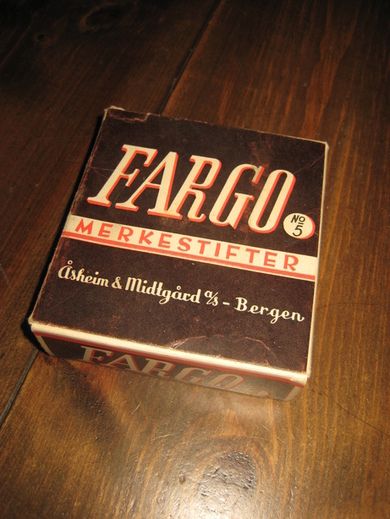 FARGO
No 5
MERKESTIFTER
Åsheim & Midtgård a/s - Bergen
FARGO